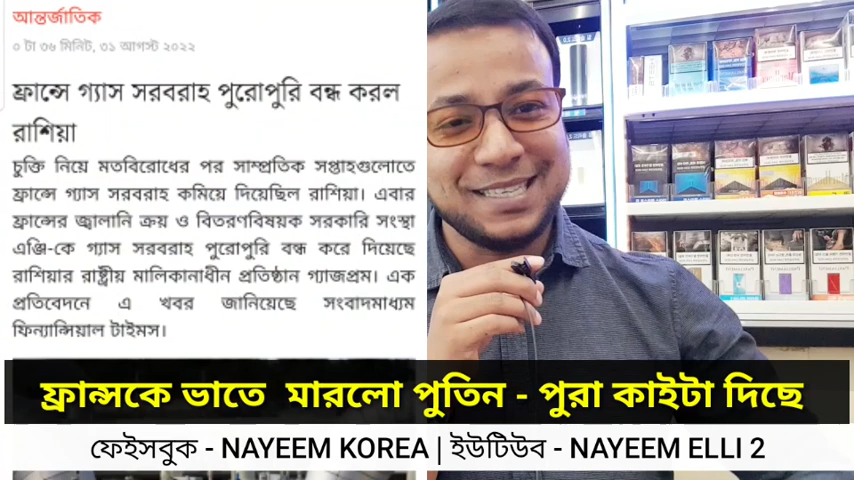 আন্তর্জাতিক
০ টা ৩৬ মিনিট, ৩১ আগস্ট ২০২২
ফ্রান্সে গ্যাস সরবরাহ পুরোপুরি বন্ধ করল
রাশিয়া
চুক্তি নিয়ে মতবিরোধের পর সাম্প্রতিক সপ্তাহগুলোতে
ফ্রান্সে গ্যাস সরবরাহ কমিয়ে দিয়েছিল রাশিয়া। এবার
ফ্রান্সের জ্বালানি ক্রয় ও বিতরণবিষয়ক সরকারি সংস্থা
এঞ্জি-কে গ্যাস সরবরাহ পুরোপুরি বন্ধ করে দিয়েছে
রাশিয়ার রাষ্ট্রীয় মালিকানাধীন প্রতিষ্ঠান গ্যাজপ্রম। এক
প্রতিবেদনে এ খবর জানিয়েছে সংবাদমাধ্যম
ফিন্যান্সিয়াল টাইমস।
ফ্রান্সকে ভাতে মারলো পুতিন - পুরা কাইটা দিছে
ফেইসবুক - NAYEEM KOREA | ইউটিউব - NAYEEM ELLI 2